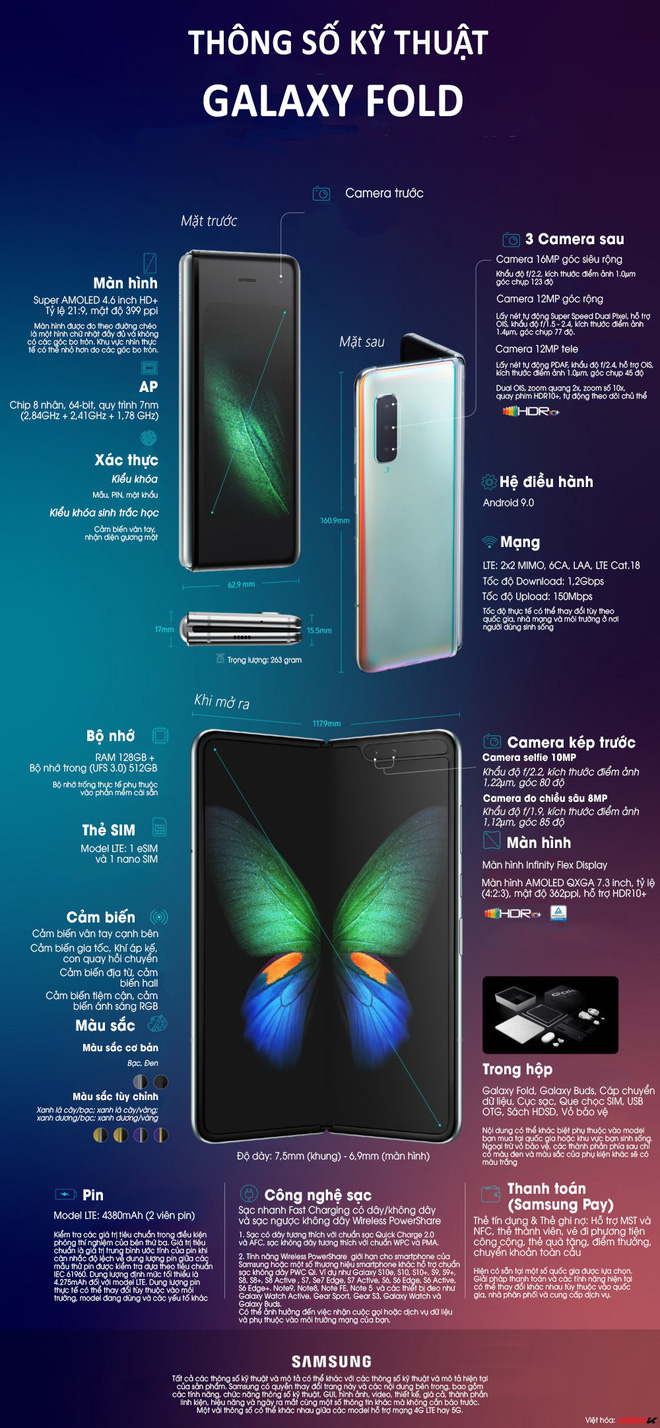 THÔNG SỐ KỸ THUẬT
GALAXY FOLD
Camera trước
Mặt trước
Màn hình
Super AMOLED 4.6 inch HD+
Tỷ lệ 21:9, mật độ 399 ppi
Màn hình được đo theo đường chéo
là một hình chữ nhật đầy đủ và không
có các góc bo tròn. Khu vực nhìn thực
tế có thể nhỏ hơn do các góc bo tròn.
AP
Chip 8 nhân, 64-bit, quy trình 7nm
(2,84GHz + 2,41GHz + 1,78 GHz)
Xác thực
Kiểu khóa
Mẫu, PIN, mật khẩu
Kiểu khóa sinh trắc học
Cảm biến vân tay,
nhận diện gương mặt
62.9 mm
17mm
15.5mm
Trọng lượng: 263 gram
Mặt sau
160.9mm
3 Camera sau
Camera 16MP góc siêu rộng
Khẩu độ f/2.2, kích thước điểm ảnh 1.0µm
góc chụp 123 độ
Camera 12MP góc rộng
Lấy nét tự động Super Speed Dual Pixel, hỗ trợ
OIS, khẩu độ f/1.5 - 2.4, kích thước điểm ảnh
1.4µm, góc chụp 77 độ.
Camera 12MP tele
Lấy nét tự động PDAF, khẩu độ f/2.4, hỗ trợ OIS,
kích thước điểm ảnh 1.0µm, góc chụp 45 độ
Dual OIS, zoom quang 2x, zoom số 10x,
quay phim HDR10+, tự động theo dõi chủ thể
HDR10+
Hệ điều hành
Android 9.0
Mạng
LTE: 2x2 MIMO, 6CA, LAA, LTE Cat.18
Tốc độ Download: 1,2Gbps
Tốc độ Upload: 150Mbps
Tốc độ thực tế có thể thay đổi tùy theo
quốc gia, nhà mạng và môi trường ở nơi
người dùng sinh sống
Khi mở ra
117.9mm
Bộ nhớ
RAM 128GB +
Bộ nhớ trong (UFS 3.0) 512GB
Bộ nhớ trống thực tế phụ thuộc
vào phần mềm cài sẵn
Thẻ SIM
Model LTE: 1 eSIM
và 1 nano SIM
Cảm biến
Cảm biến vân tay cạnh bên
Cảm biến gia tốc, Khí áp kế,
con quay hồi chuyển
Cảm biến địa từ, cảm
biến hall
Cảm biến tiệm cận, cảm
biến ánh sáng RGB
Màu sắc
Màu sắc cơ bản
Bạc, Đen
Màu sắc tùy chỉnh
Xanh lá cây/bạc; xanh lá cây/vàng;
xanh dương/bạc; xanh dương/vàng
Camera kép trước
Camera selfie 10MP
Khẩu độ f/2.2, kích thước điểm ảnh
1,22µm, góc 80 độ
Camera đo chiều sâu 8MP
Khẩu độ f/1.9, kích thước điểm ảnh
1,12µm, góc 85 độ
Màn hình
Màn hình Infinity Flex Display
Màn hình AMOLED QXGA 7.3 inch, tỷ lệ
(4:2:3), mật độ 362ppi, hỗ trợ HDR10+
HDR10+
Trong hộp
Galaxy Fold, Galaxy Buds, Cáp chuyển
dữ liệu, Cục sạc, Que chọc SIM, USB
OTG, Sách HDSD, Vỏ bảo vệ
Nội dung có thể khác biệt phụ thuộc vào model
bạn mua tại quốc gia hoặc khu vực bạn sinh sống.
Ngoại trừ vỏ bảo vệ, các thành phần phía sau chỉ
có màu đen và màu sắc của phụ kiện khác sẽ có
màu trắng
Độ dày: 7,5mm (khung) - 6,9mm (màn hình)
Pin
Model LTE: 4380mAh (2 viên pin)
Kiểm tra các giá trị tiêu chuẩn trong điều kiện
phòng thí nghiệm của bên thứ ba. Giá trị tiêu
chuẩn là giá trị trung bình ước tính của pin khi
cân nhắc độ lệch về dung lượng pin giữa các
mẫu thử pin được kiểm tra dựa theo tiêu chuẩn
IEC 61960. Dung lượng định mức tối thiểu là
4.275mAh đối với model LTE. Dung lượng pin
thực tế có thể thay đổi tùy thuộc vào môi
trường, model đang dùng và các yếu tố khác
Công nghệ sạc
Sạc nhanh Fast Charging có dây/không dây
và sạc ngược không dây Wireless PowerShare
1. Sạc có dây tương thích với chuẩn sạc Quick Charge 2.0
và AFC, sạc không dây tương thích với chuẩn WPC và PMA.
2. Tính năng Wireless PowerShare giới hạn cho smartphone của
Samsung hoặc một số thương hiệu smartphone khác hỗ trợ chuẩn
sạc không dây PWC Qi. Ví dụ như Galaxy S10e, S10, S10+, S9, S9+,
S8, S8+, S8 Active , S7, Se7 Edge, S7 Active, S6, S6 Edge, S6 Active,
S6 Edge+. Note9, Note8, Note FE, Note 5 và các thiết bị đeo như
Galaxy Watch Active, Gear Sport, Gear S3, Galaxy Watch và
Galaxy Buds.
Có thể ảnh hưởng đến việc nhận cuộc gọi hoặc dịch vụ dữ liệu
và phụ thuộc vào môi trường mạng của bạn.
Thanh toán
(Samsung Pay)
Thẻ tín dụng & Thẻ ghi nợ: Hỗ trợ MST và
NFC, thẻ thành viên, vé đi phương tiện
công cộng, thẻ quà tặng, điểm thưởng,
chuyển khoản toàn cầu
Hiện có sẵn tại một số quốc gia được lựa chọn.
Giải pháp thanh toán và các tính năng hiện tại
có thể thay đổi khác nhau tùy thuộc vào quốc
gia, nhà phân phối và cung cấp dịch vụ.
SAMSUNG
Tất cả các thông số kỹ thuật và mô tả có thể khác với các thông số kỹ thuật và mô tả hiện tại
của sản phẩm. Samsung có quyền thay đổi trang này và các nội dung bên trong, bao gồm
các tính năng, chức năng thông số kỹ thuật, GUI, hình ảnh, video, thiết kế, giá cả, thành phần
linh kiện, hiệu năng và ngày ra mắt cùng một số thông tin khác mà không cần báo trước.
Một vài thông số có thể khác nhau giữa các model hỗ trợ mạng 4G LTE hay 5G.
Việt hóa: